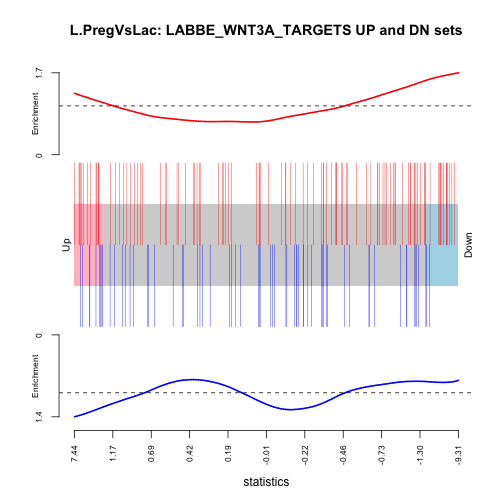 L.PregVsLac: LABBE_WNT3A_TARGETS UP and DN sets
1.7
Enrichment
0
Up
Down
0
Enrichment
1.4
7.44
1.17
0.69
0.42
0.19
-0.01
-0.22
-0.46
-0.73
-1.30
-9.31
statistics